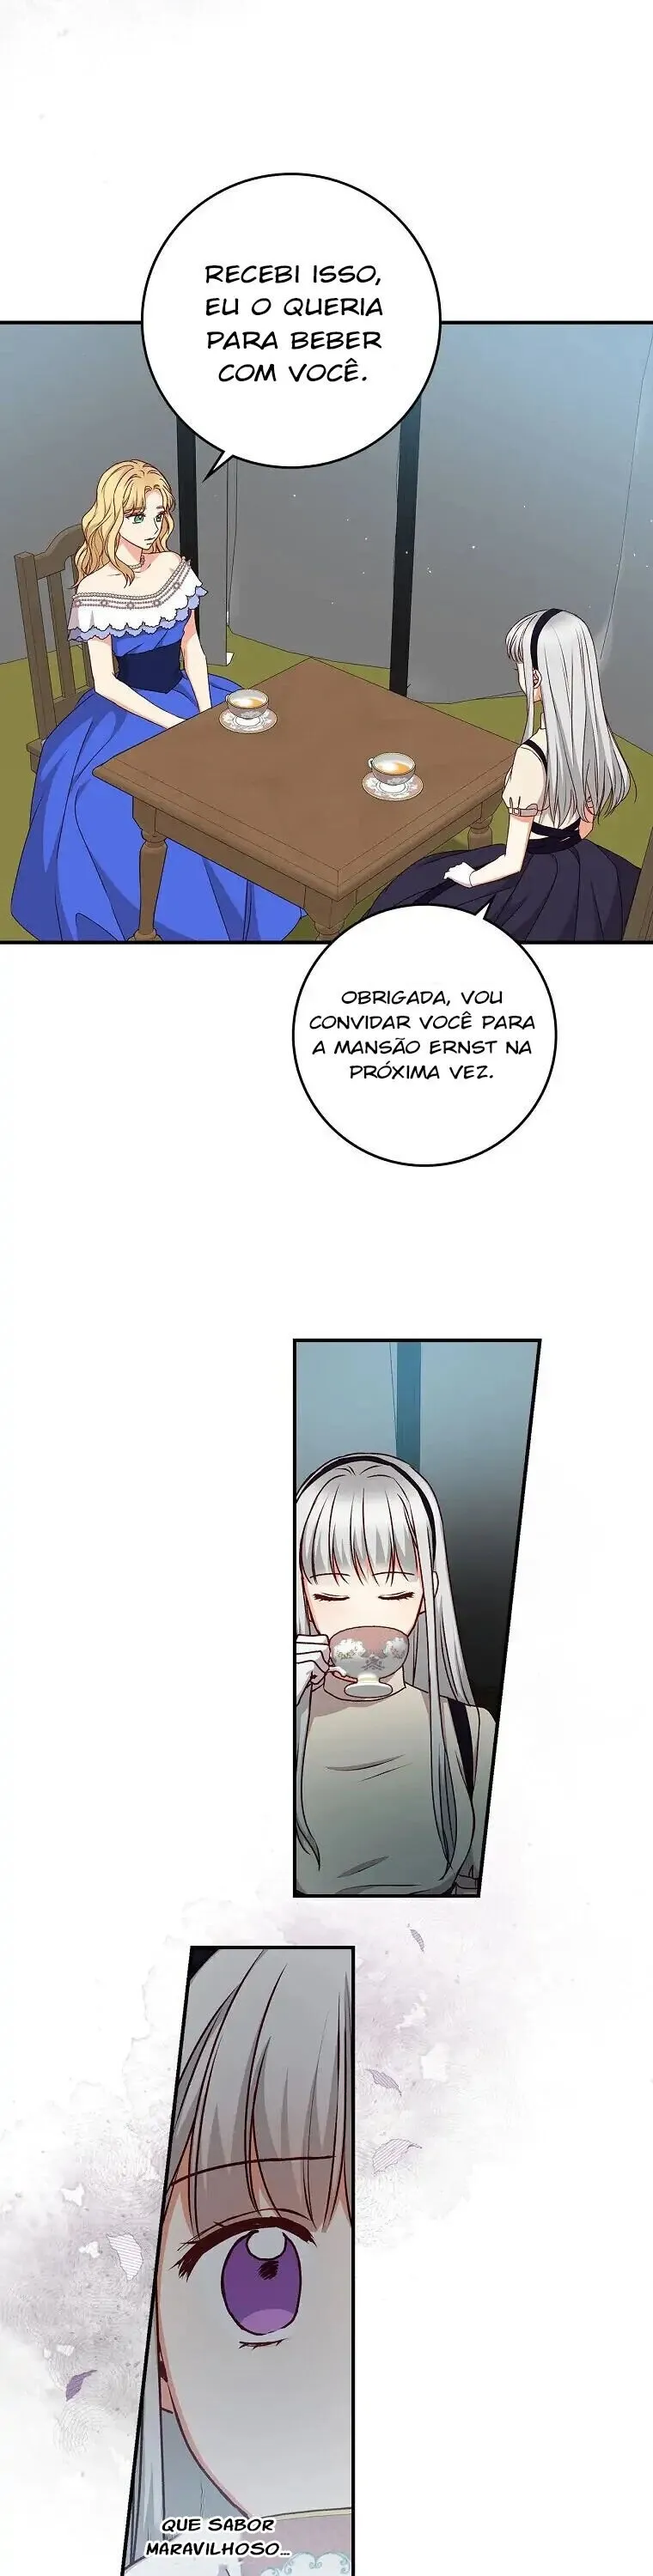 RECEBI ISSO,
EU O QUERIA
PARA BEBER
COM VOCÊ.
OBRIGADA, VOU
CONVIDAR VOCÊ PARA
A MANSÃO ERNST NA
PRÓXIMA VEZ.
QUE SABOR
MARAVILHOSO...